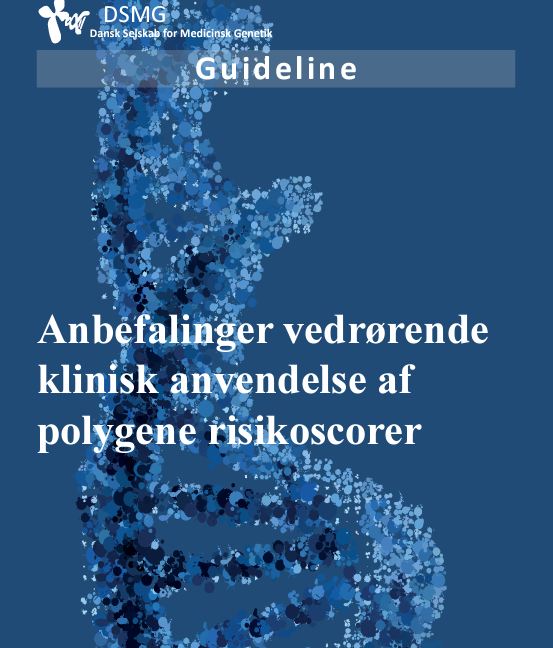 DSMG
Dansk Selskab for Medicinsk Genetik
Guideline
Anbefalinger vedrørende
klinisk anvendelse af
polygene risikoscorer